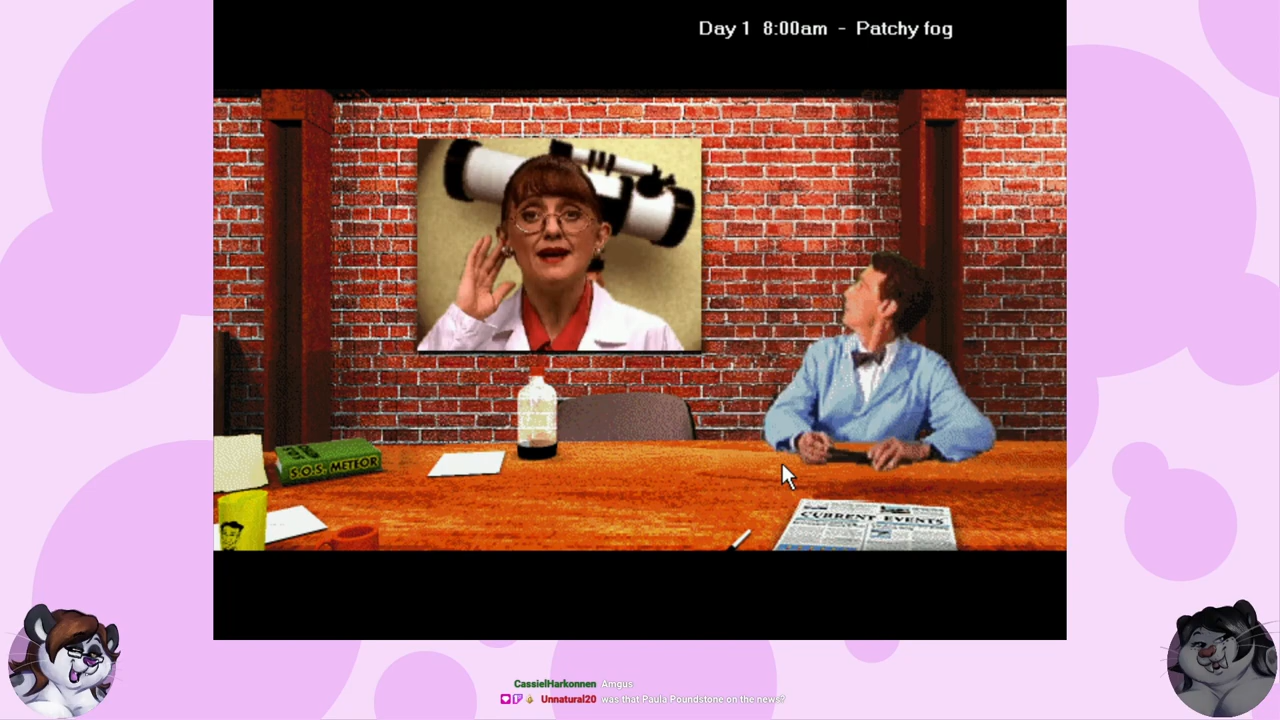 Day 1 8:00am - Patchy fog
S.O.S. METEOR
CURRENT EVENTS
CassielHarkonnen Amgus
Unnatural20 was that Paula Poundstone on the news?